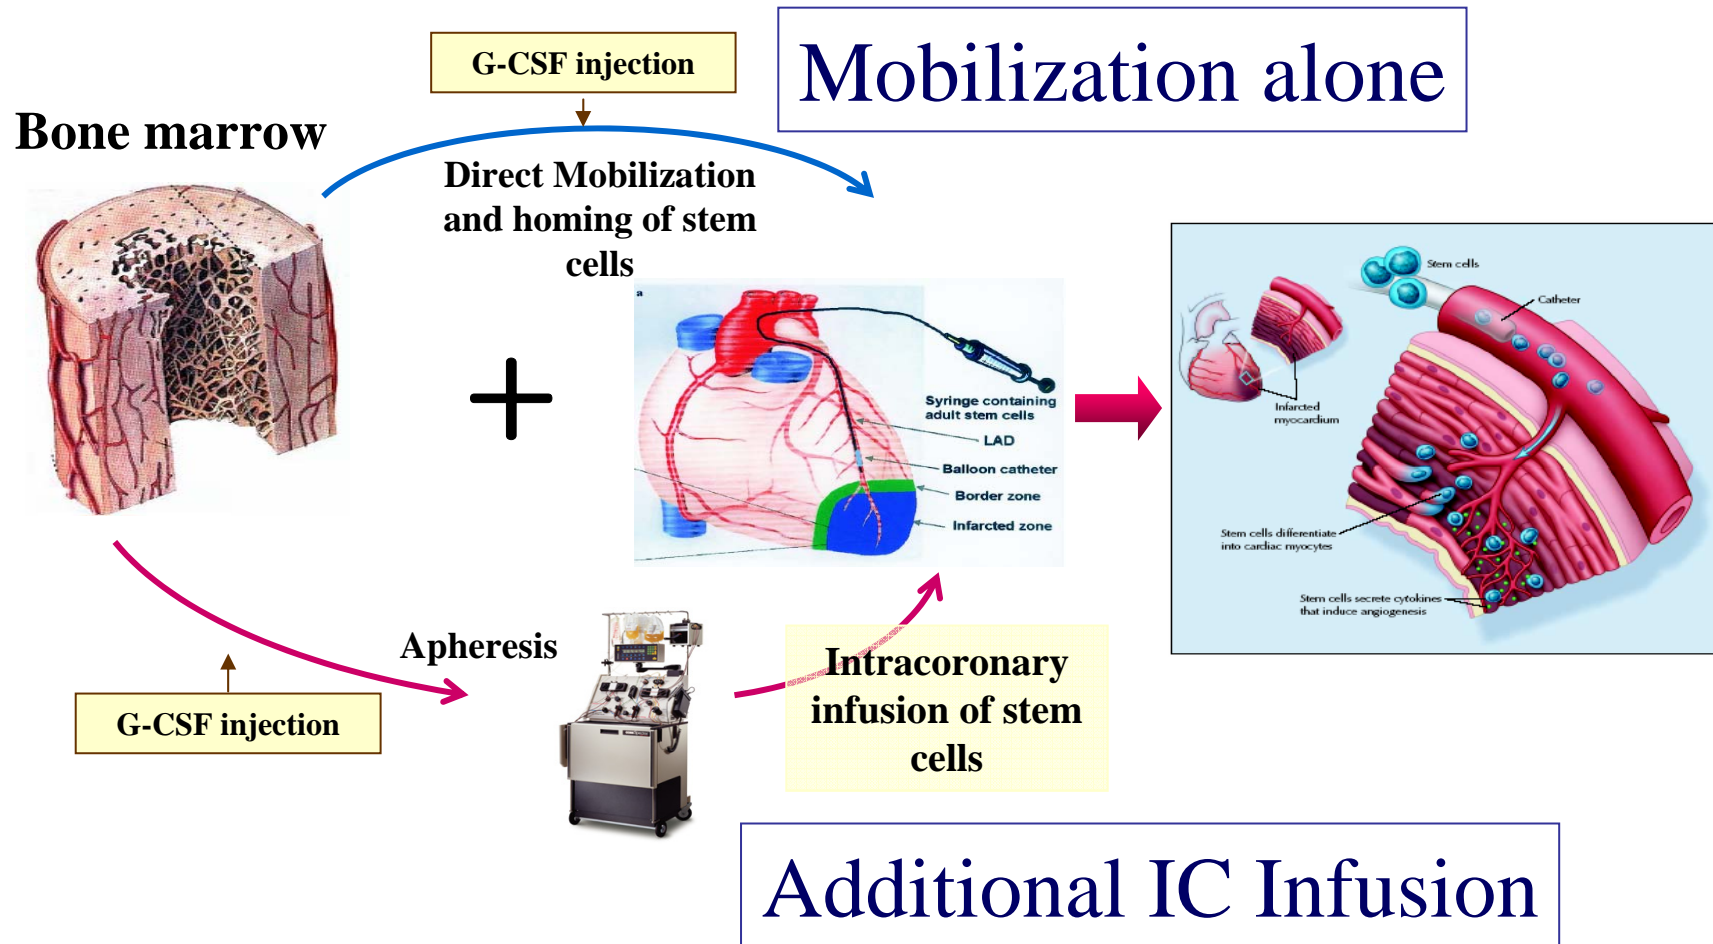 G-CSF injection
Mobilization alone
Bone marrow
Direct Mobilization
and homing of stem
cells
a
Syringe containing
adult stem cells
LAD
Balloon catheter
Border zone
Infarcted zone
Stem cells
Catheter
Infarcted
myocardium
Stem cells differentiate
into cardiac myocytes
Stem cells secrete cytokines
that induce angiogenesis
Apheresis
G-CSF injection
Intracoronary
infusion of stem
cells
Additional IC Infusion